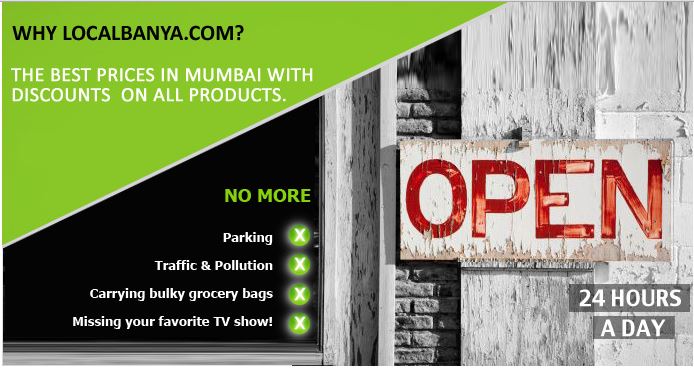 WHY LOCALBANYA.COM?
THE BEST PRICES IN MUMBAI WITH
DISCOUNTS ON ALL PRODUCTS.
NO MORE
Parking X
Traffic & Pollution X
Carrying bulky grocery bags X
Missing your favorite TV show! X
OPEN
24 HOURS
A DAY